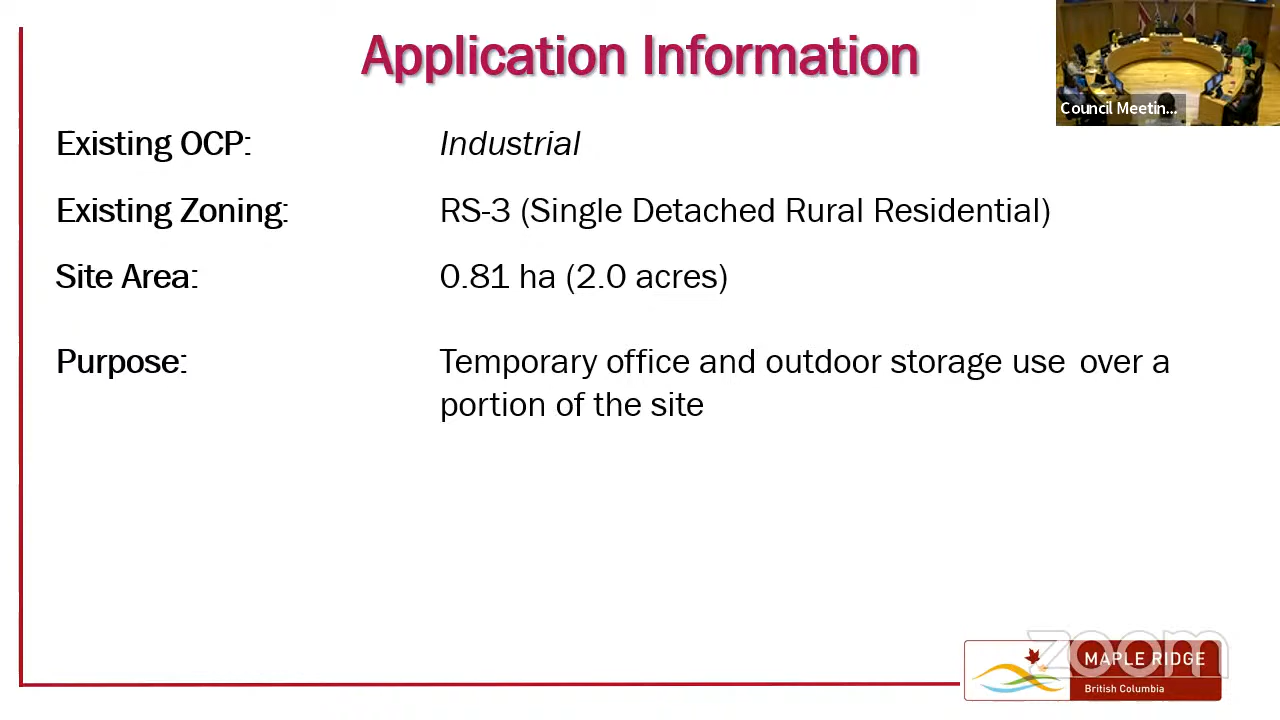 Application Information
Council Meetin...
Existing OCP: Industrial
Existing Zoning: RS-3 (Single Detached Rural Residential)
Site Area: 0.81 ha (2.0 acres)
Purpose: Temporary office and outdoor storage use over a
portion of the site
zoom
MAPLE RIDGE
British Columbia